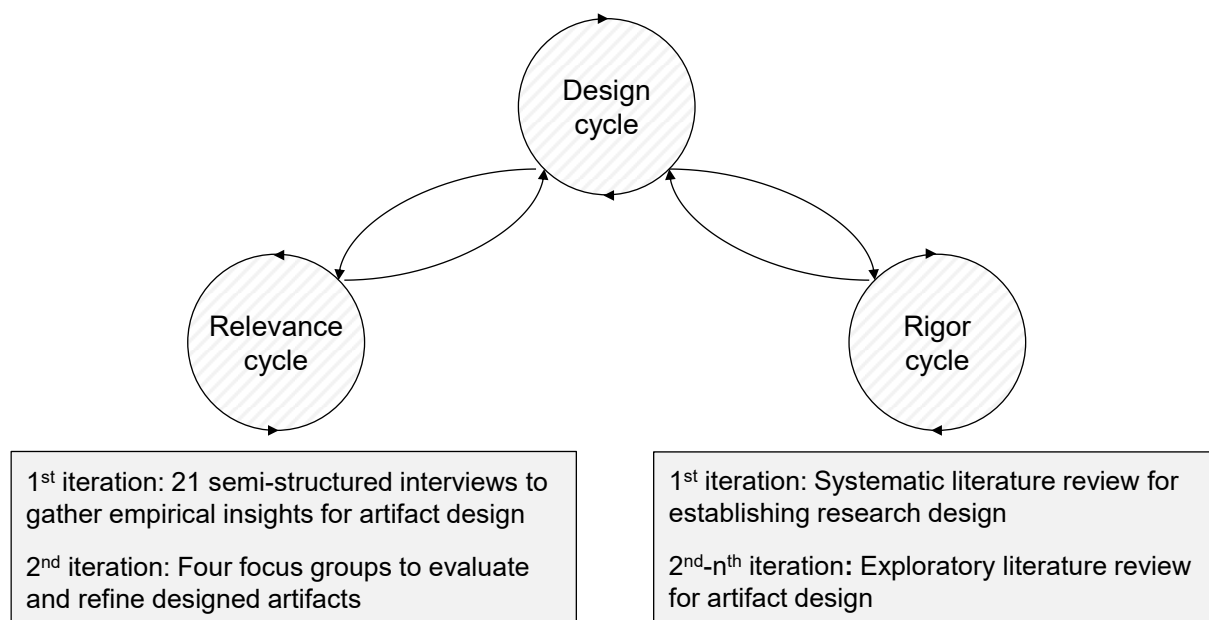 Design
cycle
Relevance
cycle
Rigor
cycle
1st iteration: 21 semi-structured interviews to
gather empirical insights for artifact design
2nd iteration: Four focus groups to evaluate
and refine designed artifacts
1st iteration: Systematic literature review for
establishing research design
2nd-nth iteration: Exploratory literature review
for artifact design